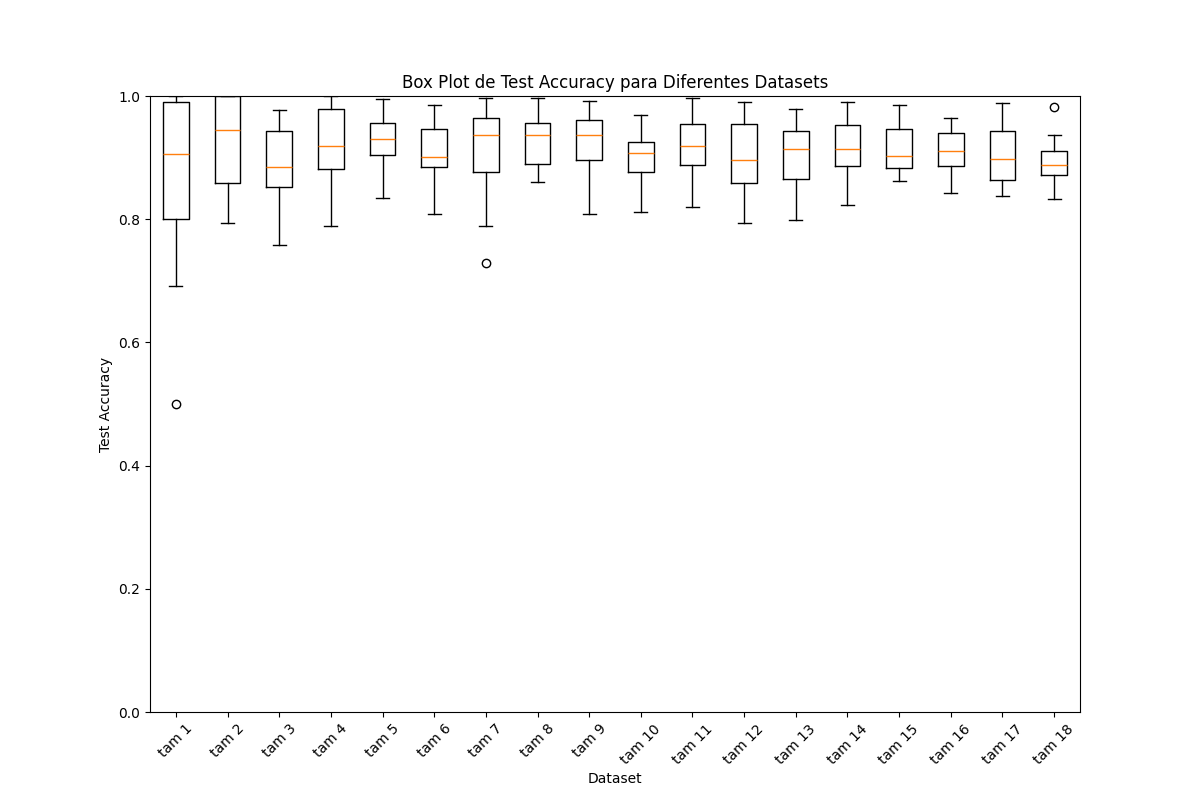 Box Plot de Test Accuracy para Diferentes Datasets
1.0
0.8
0.6
0.4
0.2
0.0
Test Accuracy
tam 1
tam 2
tam 3
tam 4
tam 5
tam 6
tam 7
tam 8
tam 9
tam 10
tam 11
tam 12
tam 13
tam 14
tam 15
tam 16
tam 17
tam 18
Dataset